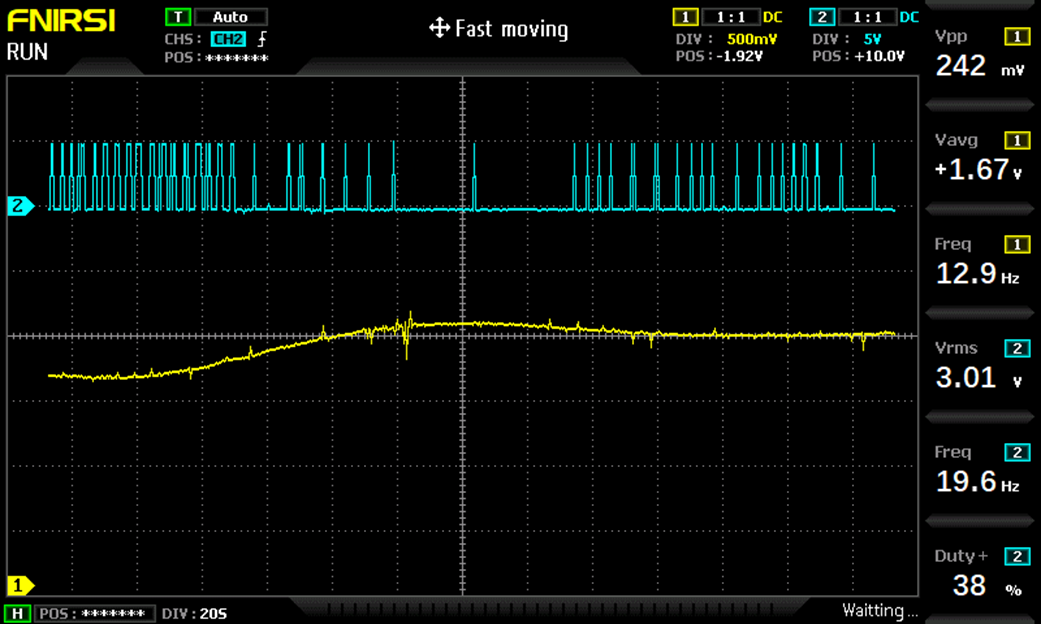 FNIRSI T Auto 1 1:1 DC 2 1:1 DC
RUN CHS: CH2 Fast moving DIV: 500mV DIV: 5V
POS:******** POS:-1.92V POS:+10.0V
Vpp 1
242 mV
Vavg 1
+1.67 V
Freq 1
12.9 Hz
Vrms 2
3.01 V
Freq 2
19.6 Hz
Duty+ 2
38 %
2
1
H POS:******** DIV:20S Waitting...